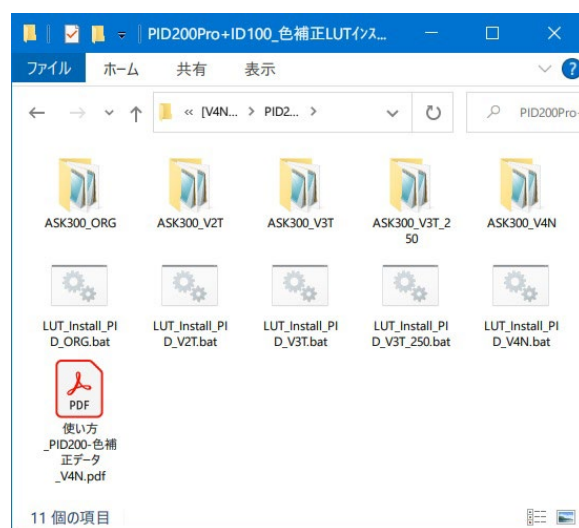 PID200Pro+ID100_色補正LUTインス...
ファイル ホーム 共有 表示
« [V4N... > PID2... >
PID200Pro-
ASK300_ORG ASK300_V2T ASK300_V3T ASK300_V3T_2 ASK300_V4N
50
LUT_Install_PI LUT_Install_PI LUT_Install_PI LUT_Install_PI LUT_Install_PI
D_ORG.bat D_V2T.bat D_V3T.bat D_V3T_250.bat D_V4N.bat
PDF
使い方
_PID200-色補
正データ
_V4N.pdf
11 個の項目